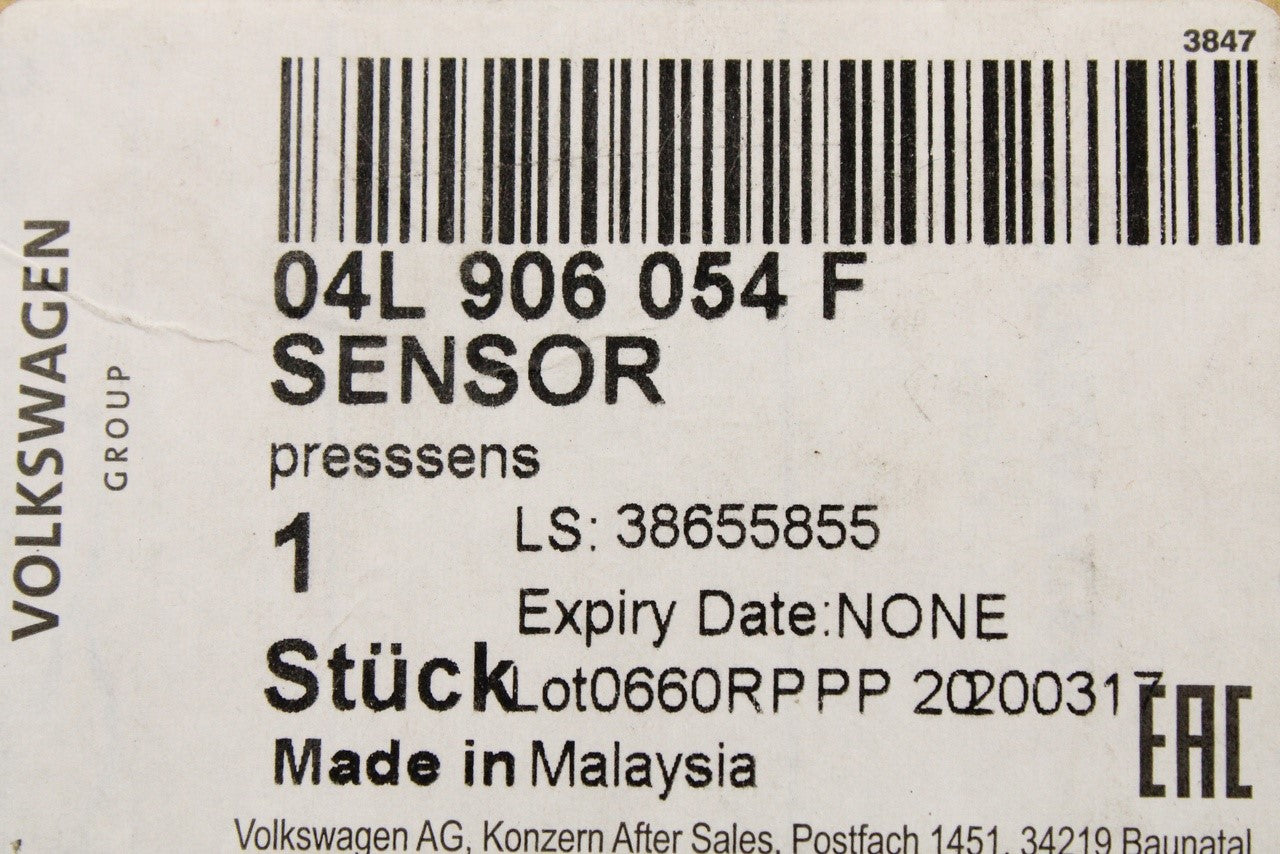 3847
04L 906 054 F
SENSOR
presssens
1
LS: 38655855
Expiry Date:NONE
Stück
Lot0660RPPP 20200317
Made in Malaysia
EAC
Volkswagen AG, Konzern After Sales, Postfach 1451, 34219 Baunatal
VOLKSWAGEN
GROUP